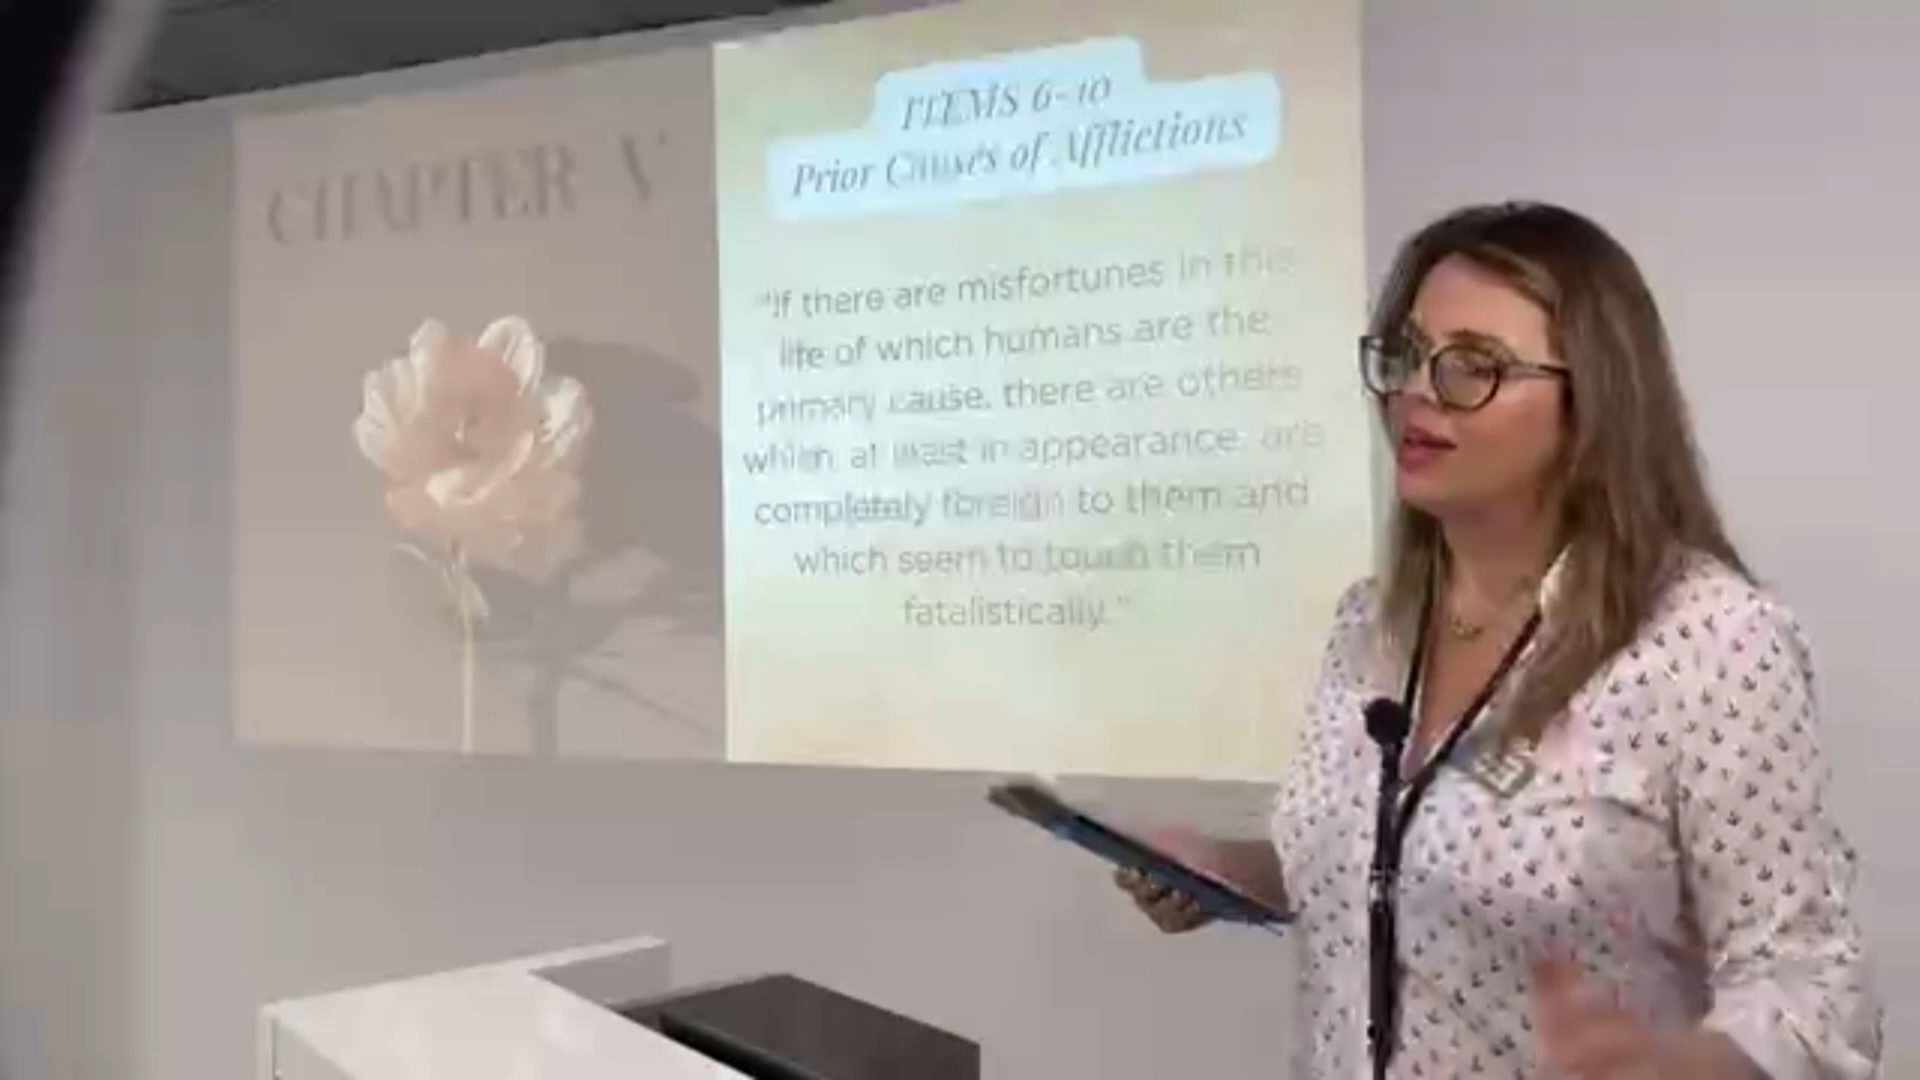 CHAPTER V
ITEMS 6-10
Prior Causes of Afflictions
"If there are misfortunes in this
life of which humans are the
primary cause, there are others
which, at least in appearance, are
completely foreign to them and
which seem to touch them
fatalistically."